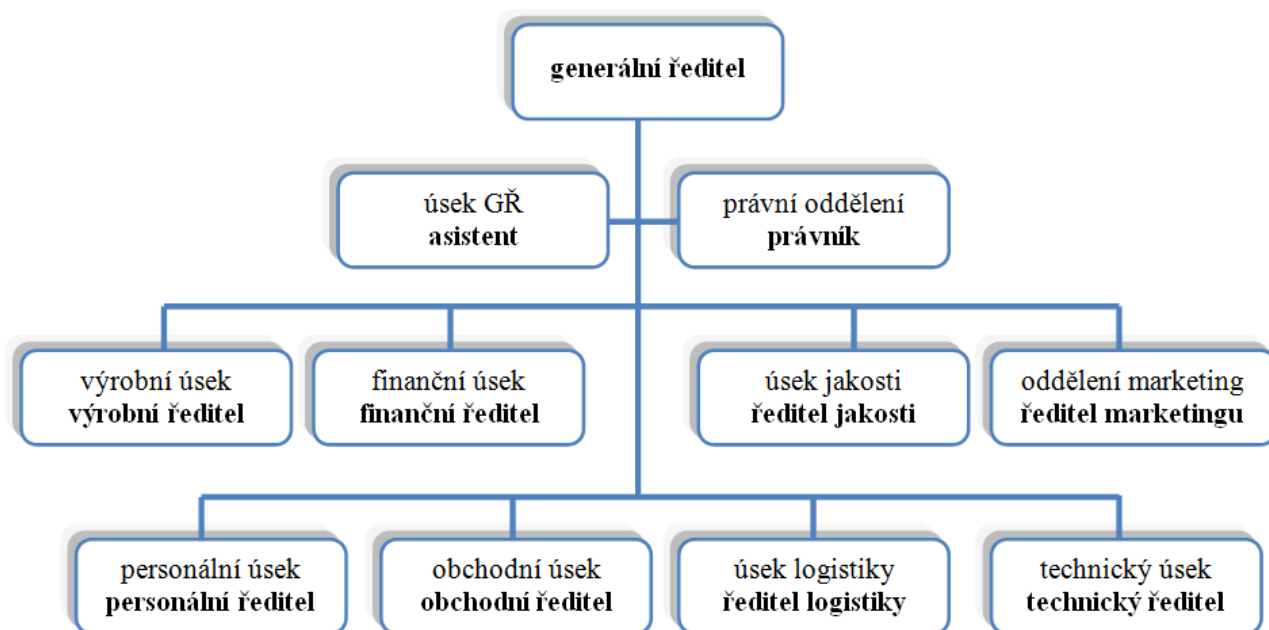 generální ředitel
úsek GŘ
asistent
právní oddělení
právník
výrobní úsek
výrobní ředitel
finanční úsek
finanční ředitel
úsek jakosti
ředitel jakosti
oddělení marketing
ředitel marketingu
personální úsek
personální ředitel
obchodní úsek
obchodní ředitel
úsek logistiky
ředitel logistiky
technický úsek
technický ředitel